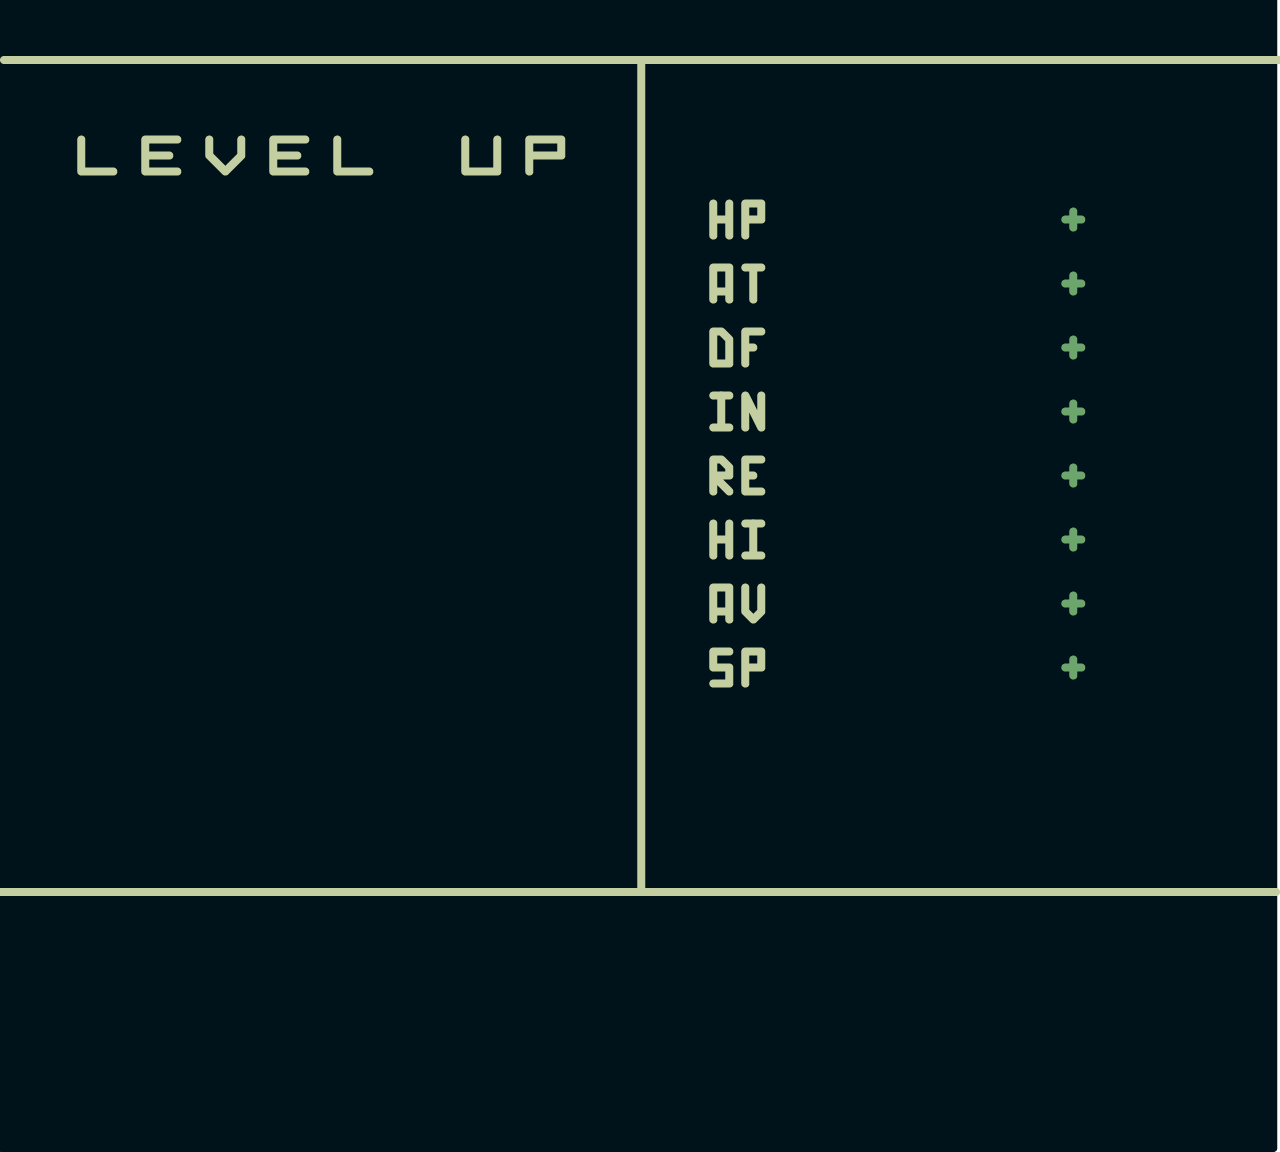 LEVEL UP
HP +
AT +
DF +
IN +
RE +
HI +
AV +
SP +